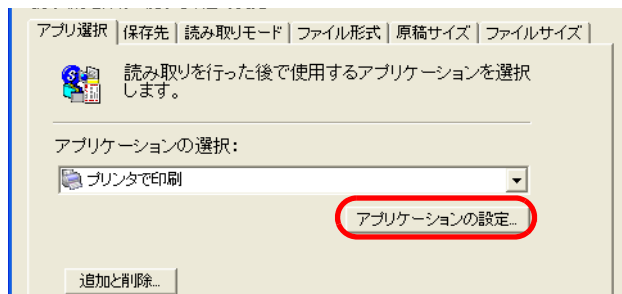 アプリ選択 保存先 読み取りモード ファイル形式 原稿サイズ ファイルサイズ
読み取りを行った後で使用するアプリケーションを選択
します。
アプリケーションの選択:
プリンタで印刷
アプリケーションの設定...
追加と削除...